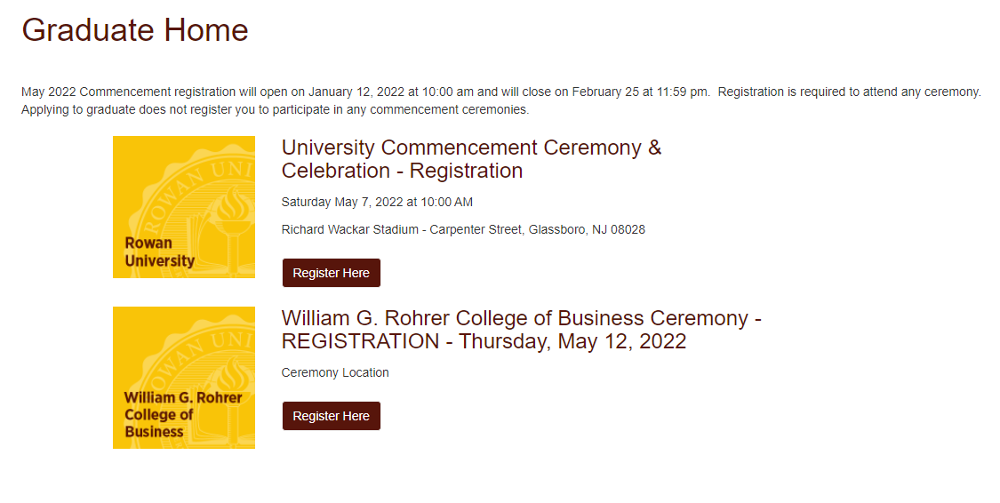 Graduate Home
May 2022 Commencement registration will open on January 12, 2022 at 10:00 am and will close on February 25 at 11:59 pm.  Registration is required to attend any ceremony.
Applying to graduate does not register you to participate in any commencement ceremonies.
ROWAN UNI
Rowan
University
University Commencement Ceremony &
Celebration - Registration
Saturday May 7, 2022 at 10:00 AM
Richard Wackar Stadium - Carpenter Street, Glassboro, NJ 08028
Register Here
OWAN UNI
William G. Rohrer
College of
Business
William G. Rohrer College of Business Ceremony -
REGISTRATION - Thursday, May 12, 2022
Ceremony Location
Register Here